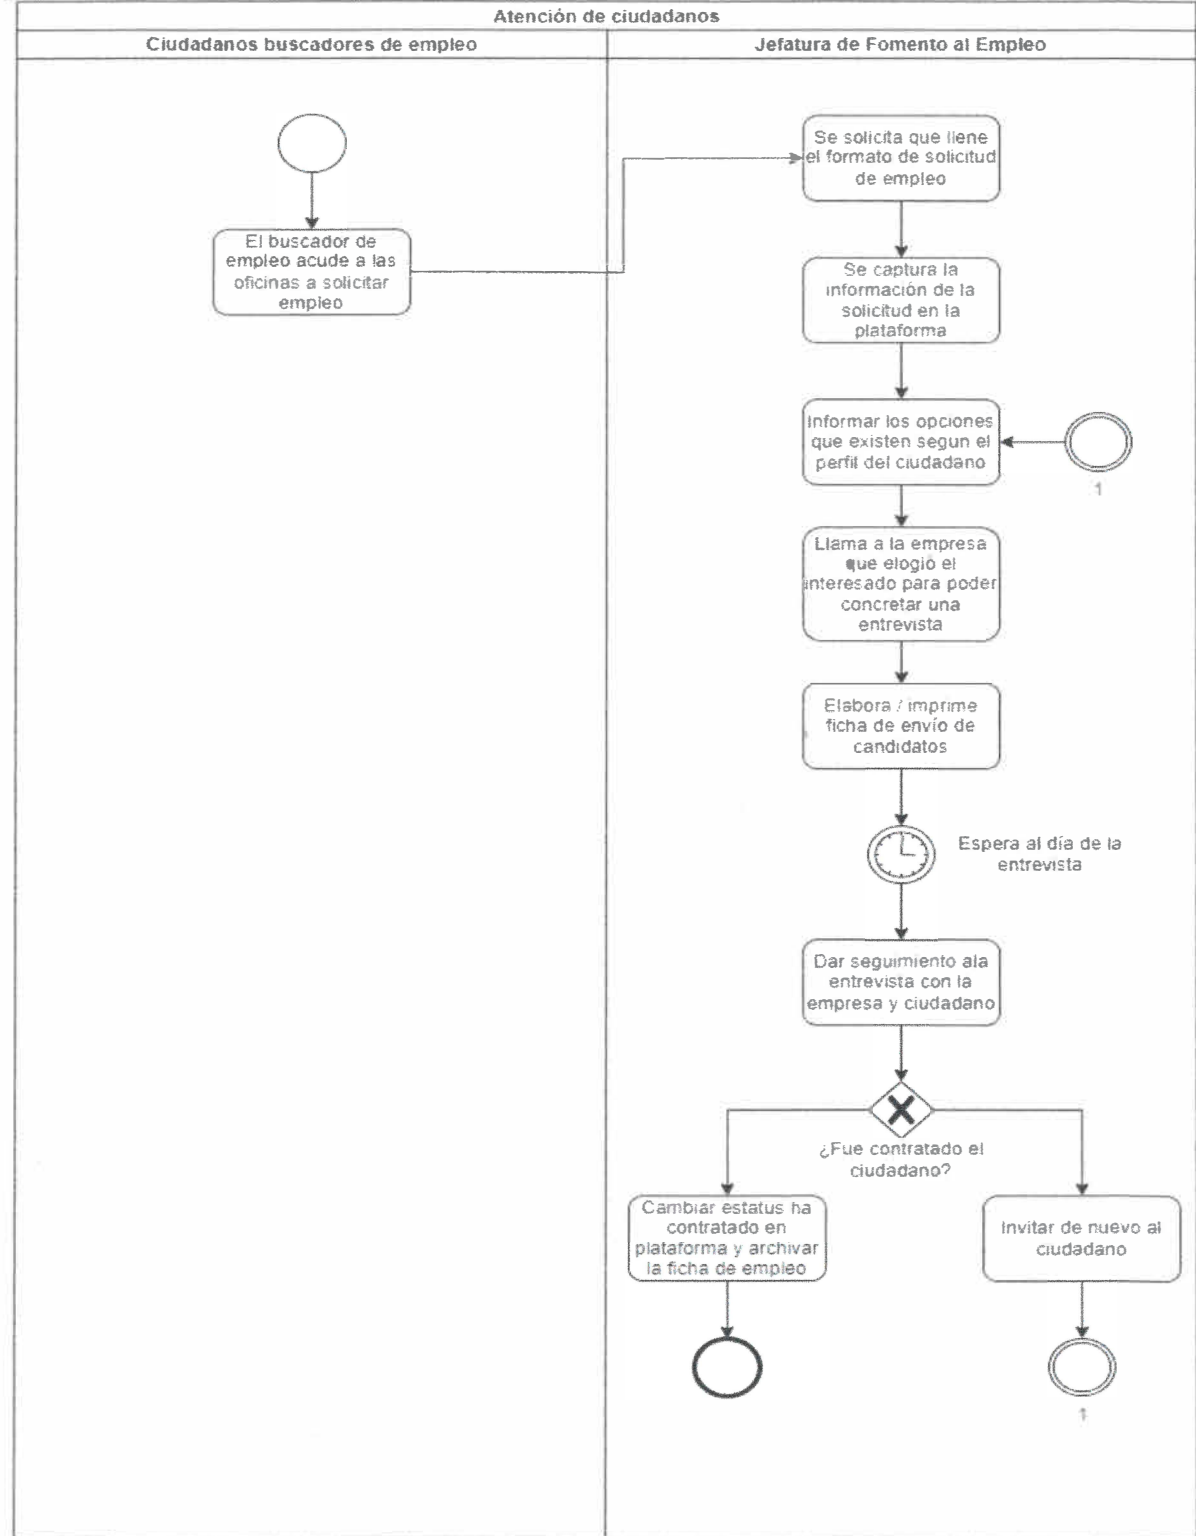 Atención de ciudadanos
Ciudadanos buscadores de empleo
Jefatura de Fomento al Empleo
El buscador de
empleo acude a las
oficinas a solicitar
empleo
Se solicita que llene
el formato de solicitud
de empleo
Se captura la
información de la
solicitud en la
plataforma
Informar los opciones
que existen segun el
perfil del ciudadano
1
Llama a la empresa
que elogió el
interesado para poder
concretar una
entrevista
Elabora / imprime
ficha de envío de
candidatos
Espera al día de la
entrevista
Dar seguimiento ala
entrevista con la
empresa y ciudadano
¿Fue contratado el
ciudadano?
Cambiar estatus ha
contratado en
plataforma y archivar
la ficha de empleo
Invitar de nuevo al
ciudadano
1